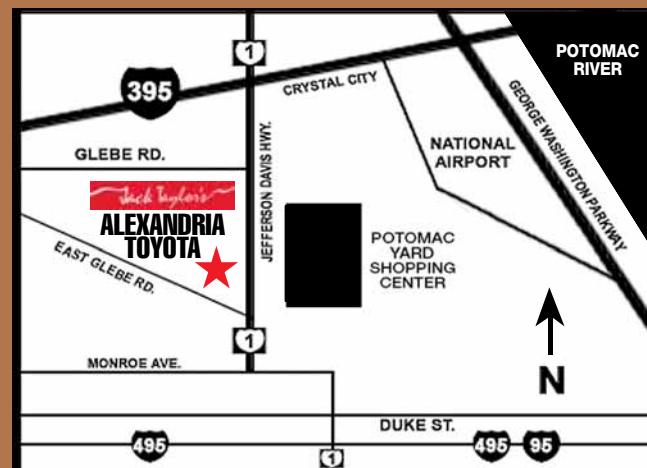 1
POTOMAC
RIVER
395
CRYSTAL CITY
GEORGE WASHINGTON PARKWAY
NATIONAL
AIRPORT
GLEBE RD.
JEFFERSON DAVIS HWY.
Jack Taylor's
ALEXANDRIA
TOYOTA
EAST GLEBE RD.
POTOMAC
YARD
SHOPPING
CENTER
1
MONROE AVE.
N
DUKE ST.
495
1
495
95